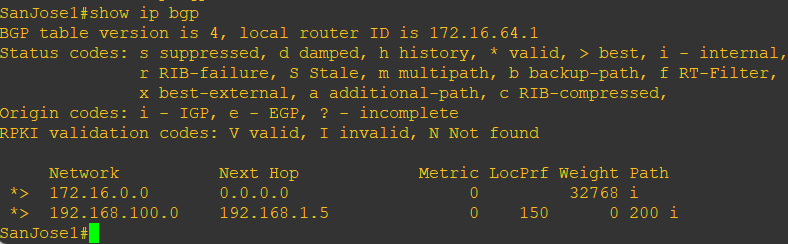 SanJose1#show ip bgp
BGP table version is 4, local router ID is 172.16.64.1
Status codes: s suppressed, d damped, h history, * valid, > best, i - internal,
              r RIB-failure, S Stale, m multipath, b backup-path, f RT-Filter,
              x best-external, a additional-path, c RIB-compressed,
Origin codes: i - IGP, e - EGP, ? - incomplete
RPKI validation codes: V valid, I invalid, N Not found

     Network          Next Hop            Metric LocPrf Weight Path
 *>  172.16.0.0       0.0.0.0                  0         32768 i
 *>  192.168.100.0    192.168.1.5              0    150      0 200 i
SanJose1#